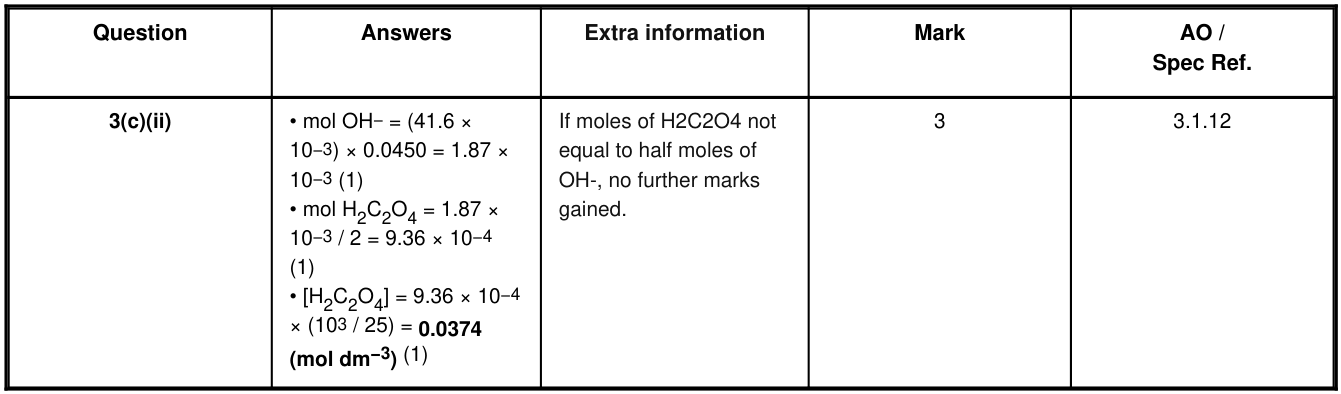 Question Answers Extra information Mark AO /
Spec Ref.
3(c)(ii)
• mol OH⁻ = (41.6 ×
10⁻³) × 0.0450 = 1.87 ×
10⁻³ (1)
• mol H₂C₂O₄ = 1.87 ×
10⁻³ / 2 = 9.36 × 10⁻⁴
(1)
• [H₂C₂O₄] = 9.36 × 10⁻⁴
× (10³ / 25) = 0.0374
(mol dm⁻³) (1)
If moles of H2C2O4 not
equal to half moles of
OH-, no further marks
gained.
3
3.1.12